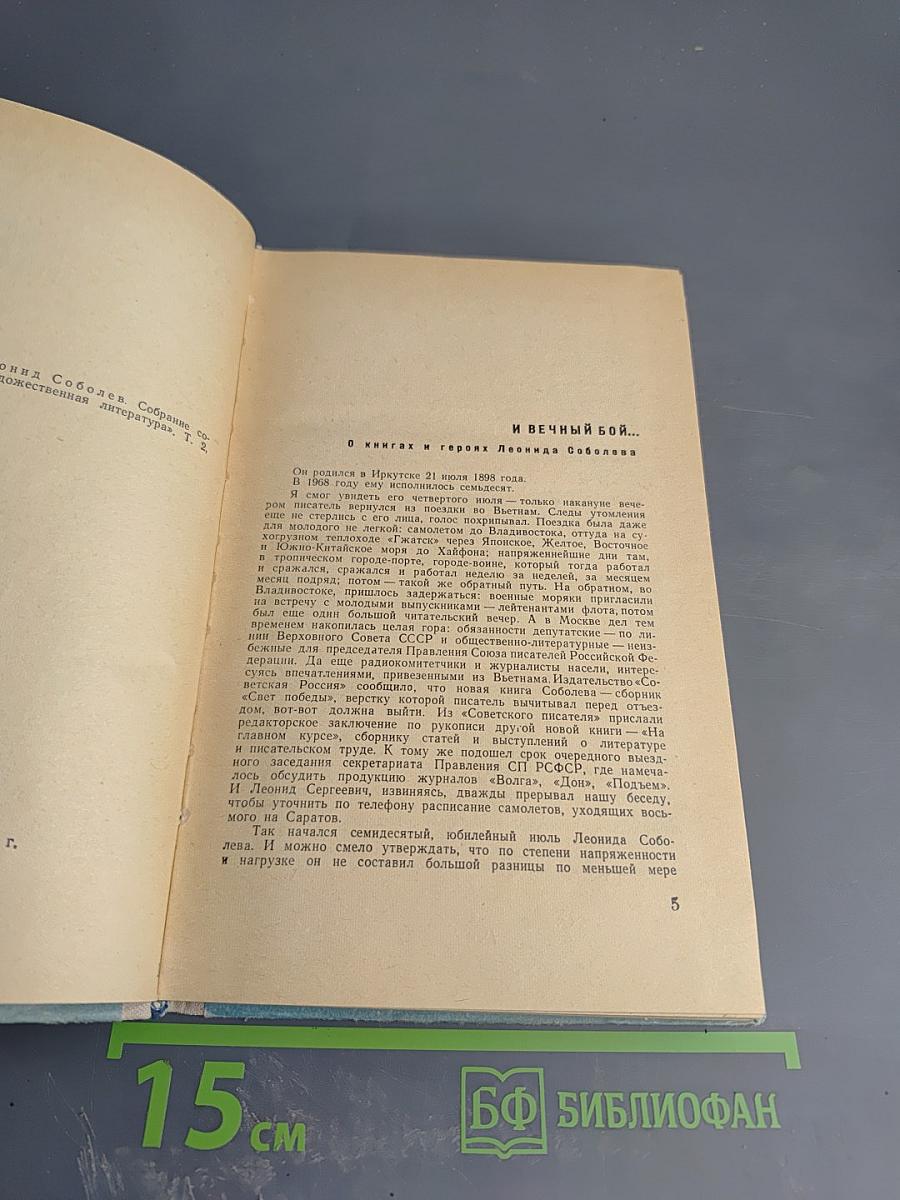 онид Соболев. Собрание со-
дожественная литература». Т. 2,
г.
И ВЕЧНЫЙ БОЙ...
О книгах и героях Леонида Соболева
Он родился в Иркутске 21 июля 1898 года.
В 1968 году ему исполнилось семьдесят.
Я смог увидеть его четвертого июля — только накануне вече-
ром писатель вернулся из поездки во Вьетнам. Следы утомления
еще не стерлись с его лица, голос похрипывал. Поездка была даже
для молодого не легкой: самолетом до Владивостока, оттуда на су-
хогрузном теплоходе «Гжатск» через Японское, Желтое, Восточное
и Южно-Китайское моря до Хайфона; напряженнейшие дни там,
в тропическом городе-порте, городе-воине, который тогда работал
и сражался, сражался и работал неделю за неделей, за месяцем
месяц подряд; потом — такой же обратный путь. На обратном, во
Владивостоке, пришлось задержаться: военные моряки пригласили
на встречу с молодыми выпускниками — лейтенантами флота, потом
был еще один большой читательский вечер. А в Москве дел тем
временем накопилась целая гора: обязанности депутатские — по ли-
нии Верховного Совета СССР и общественно-литературные — неиз-
бежные для председателя Правления Союза писателей Российской Фе-
дерации. Да еще радиокомитетчики и журналисты насели, интере-
суясь впечатлениями, привезенными из Вьетнама. Издательство «Со-
ветская Россия» сообщило, что новая книга Соболева — сборник
«Свет победы», верстку которой писатель вычитывал перед отъез-
дом, вот-вот должна выйти. Из «Советского писателя» прислали
редакторское заключение по рукописи другой новой книги — «На
главном курсе», сборнику статей и выступлений о литературе
и писательском труде. К тому же подошел срок очередного выезд-
ного заседания секретариата Правления СП РСФСР, где намеча-
лось обсудить продукцию журналов «Волга», «Дон», «Подъем».
И Леонид Сергеевич, извиняясь, дважды прерывал нашу беседу,
чтобы уточнить по телефону расписание самолетов, уходящих вось-
мого на Саратов.
Так начался семидесятый, юбилейный июль Леонида Собо-
лева. И можно смело утверждать, что по степени напряженности
и нагрузке он не составил большой разницы по меньшей мере
5
15 см
БФ БИБЛИОФАН